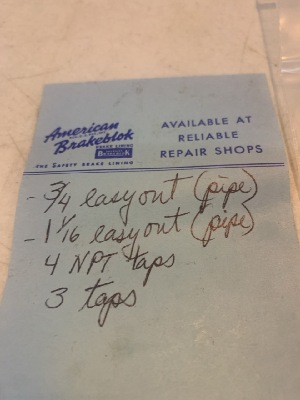 American
Brakeblok
BRAKE LINING
THE SAFETY BRAKE LINING
AVAILABLE AT
RELIABLE
REPAIR SHOPS
- 3/4 easyout (pipe)
- 1 1/16 easyout (pipe)
4 NPT taps
3 taps